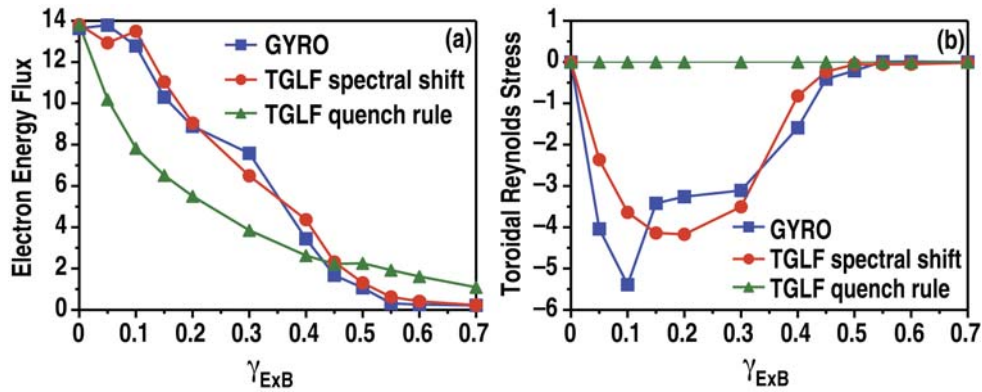 14
12
10
8
6
4
2
0
Electron Energy Flux
(a)
GYRO
TGLF spectral shift
TGLF quench rule
0 0.1 0.2 0.3 0.4 0.5 0.6 0.7
γExB
0
−1
−2
−3
−4
−5
−6
Toroidal Reynolds Stress
(b)
GYRO
TGLF spectral shift
TGLF quench rule
0 0.1 0.2 0.3 0.4 0.5 0.6 0.7
γExB